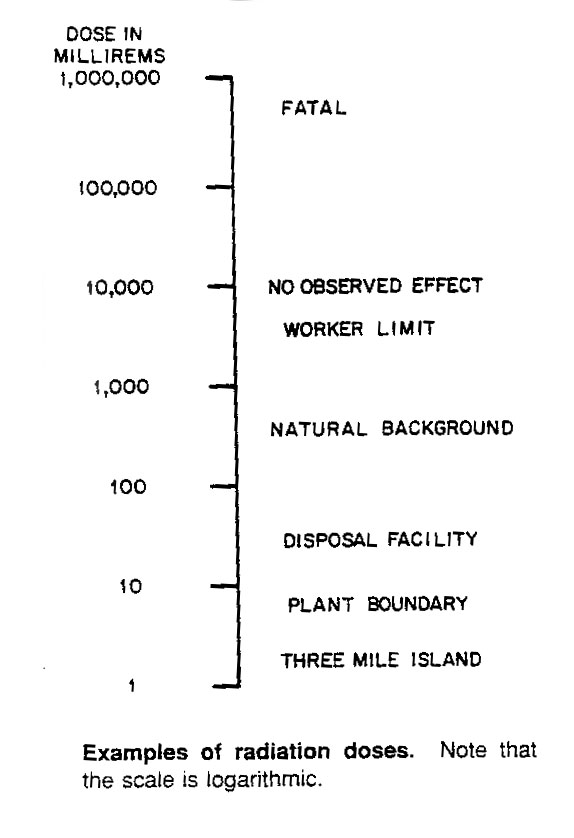 DOSE IN
MILLIREMS
1,000,000
FATAL
100,000
10,000
NO OBSERVED EFFECT
WORKER LIMIT
1,000
NATURAL BACKGROUND
100
DISPOSAL FACILITY
10
PLANT BOUNDARY
THREE MILE ISLAND
1
Examples of radiation doses. Note that
the scale is logarithmic.